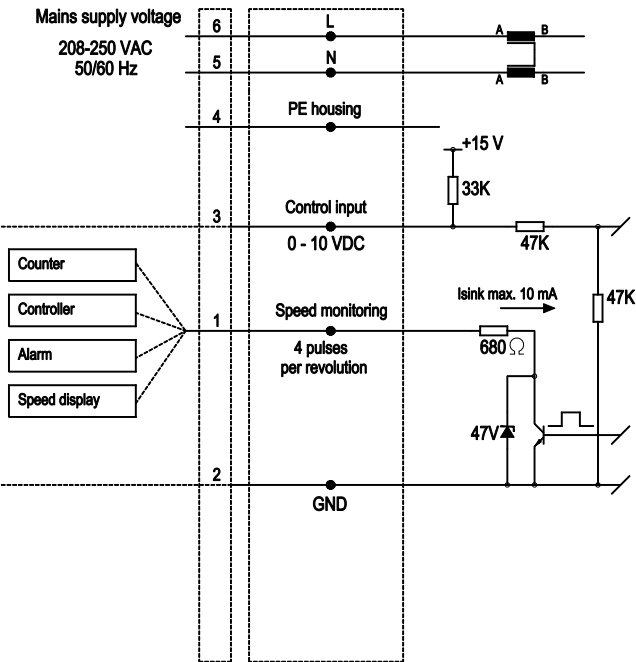 Mains supply voltage
208-250 VAC
50/60 Hz
6
L
A
B
5
N
A
B
4
PE housing
+15 V
33K
3
Control input
0 - 10 VDC
47K
Counter
Controller
Alarm
Speed display
1
Speed monitoring
4 pulses
per revolution
Isink max. 10 mA
47K
680 Ω
47V
2
GND